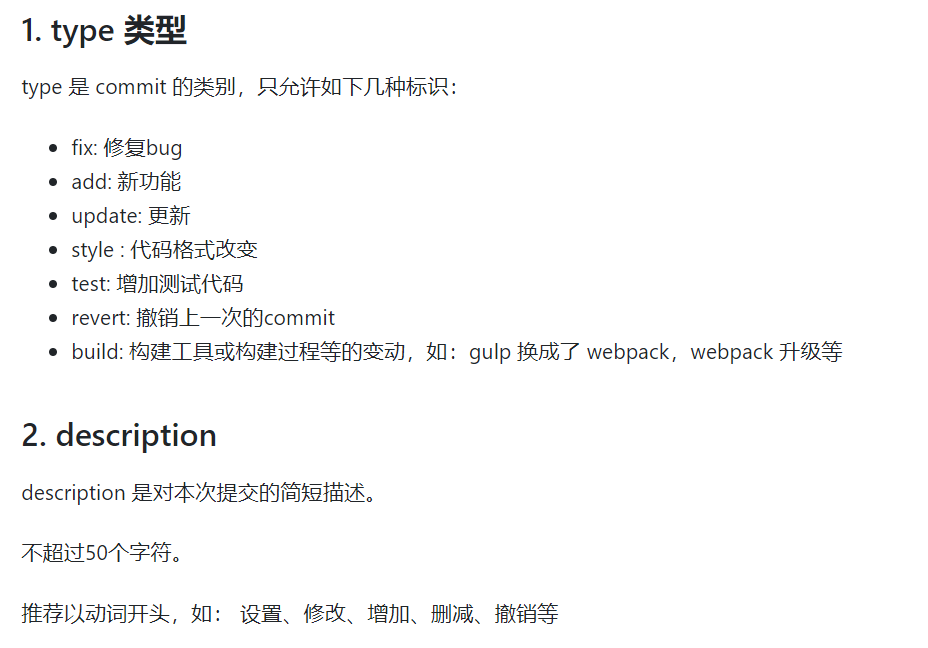 1. type 类型
type 是 commit 的类别，只允许如下几种标识：
• fix: 修复bug
• add: 新功能
• update: 更新
• style : 代码格式改变
• test: 增加测试代码
• revert: 撤销上一次的commit
• build: 构建工具或构建过程等的变动，如：gulp 换成了 webpack，webpack 升级等
2. description
description 是对本次提交的简短描述。
不超过50个字符。
推荐以动词开头，如： 设置、修改、增加、删减、撤销等